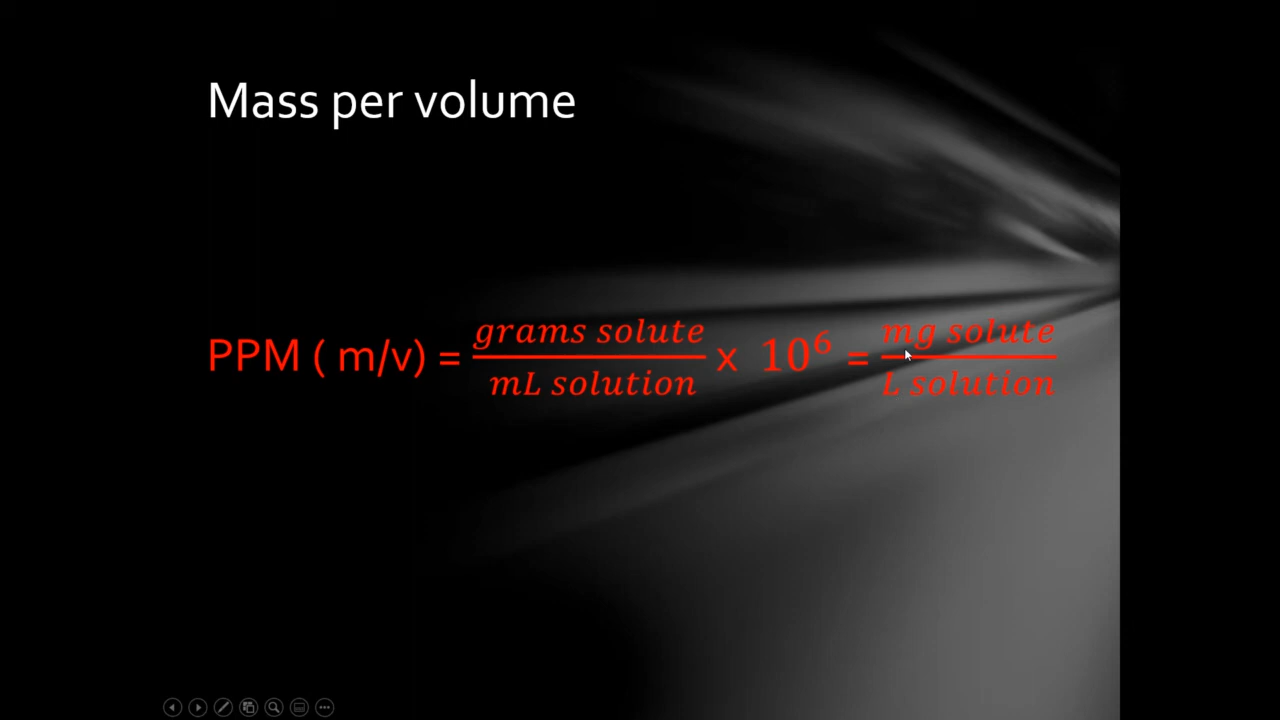 Mass per volume
PPM ( m/v) = grams solute / mL solution x 10⁶ = mg solute / L solution